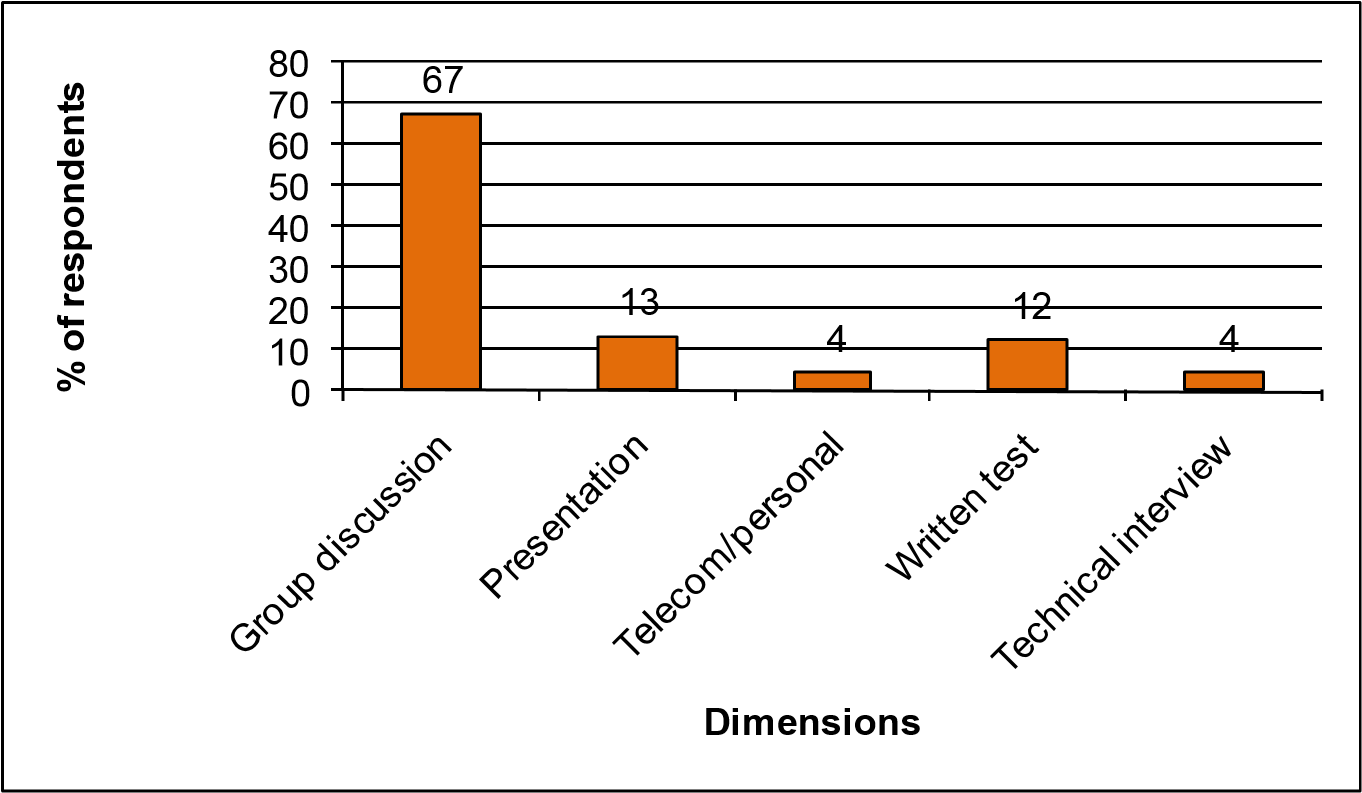 % of respondents
80
70
60
50
40
30
20
10
0
67
13
4
12
4
Group discussion
Presentation
Telecom/personal
Written test
Technical interview
Dimensions